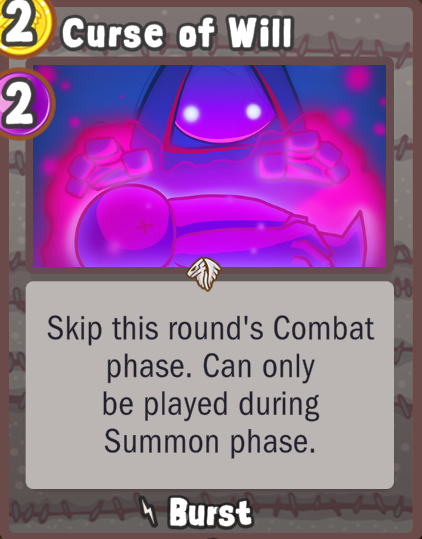 2
Curse of Will
2
Skip this round's Combat
phase. Can only
be played during
Summon phase.
Burst